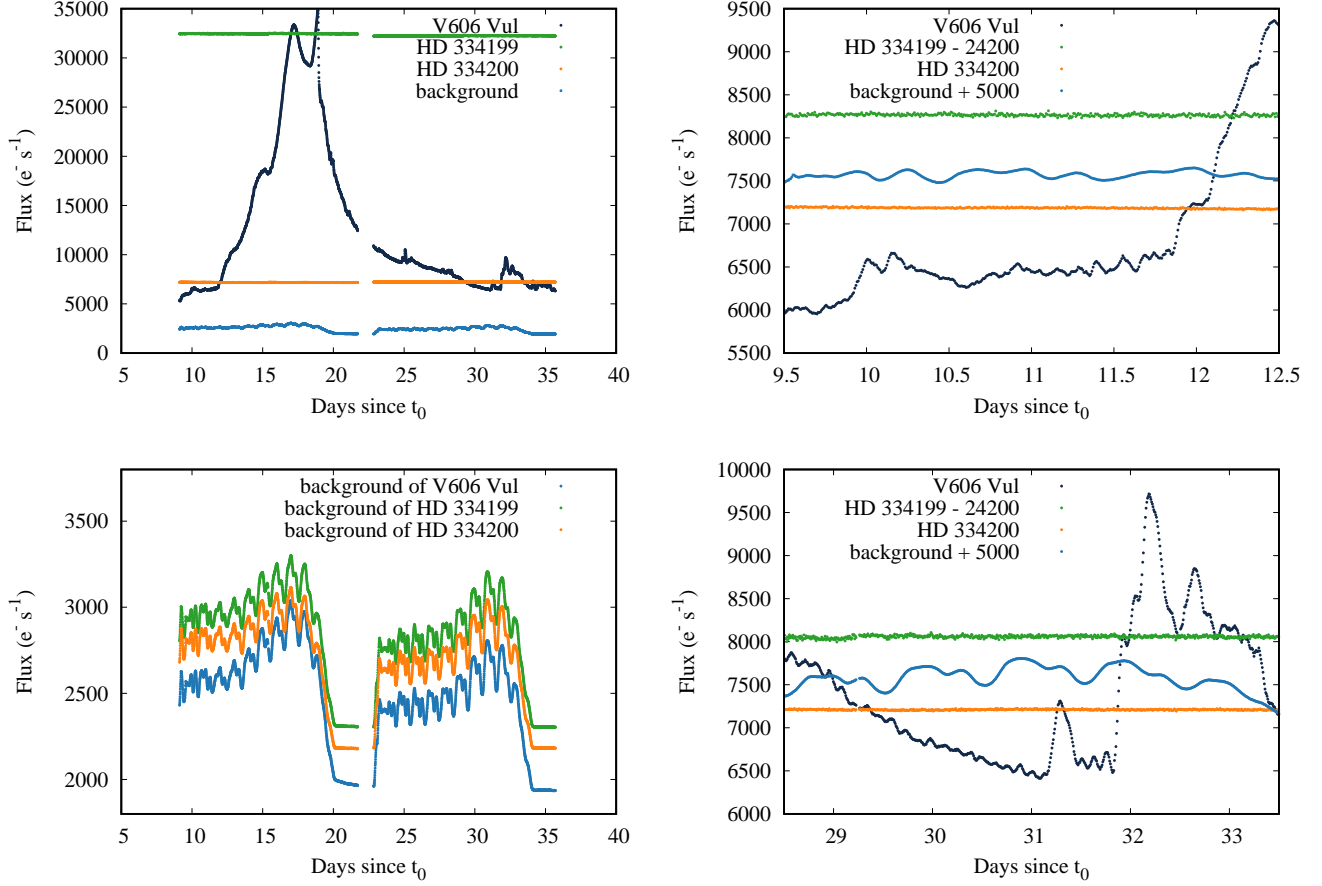 35000
30000
25000
20000
15000
10000
5000
0
Flux (e⁻ s⁻¹)
V606 Vul
HD 334199
HD 334200
background
5 10 15 20 25 30 35 40
Days since t₀
9500
9000
8500
8000
7500
7000
6500
6000
5500
Flux (e⁻ s⁻¹)
V606 Vul
HD 334199 - 24200
HD 334200
background + 5000
9.5 10 10.5 11 11.5 12 12.5
Days since t₀
3500
3000
2500
2000
Flux (e⁻ s⁻¹)
background of V606 Vul
background of HD 334199
background of HD 334200
5 10 15 20 25 30 35 40
Days since t₀
10000
9500
9000
8500
8000
7500
7000
6500
6000
Flux (e⁻ s⁻¹)
V606 Vul
HD 334199 - 24200
HD 334200
background + 5000
29 30 31 32 33
Days since t₀